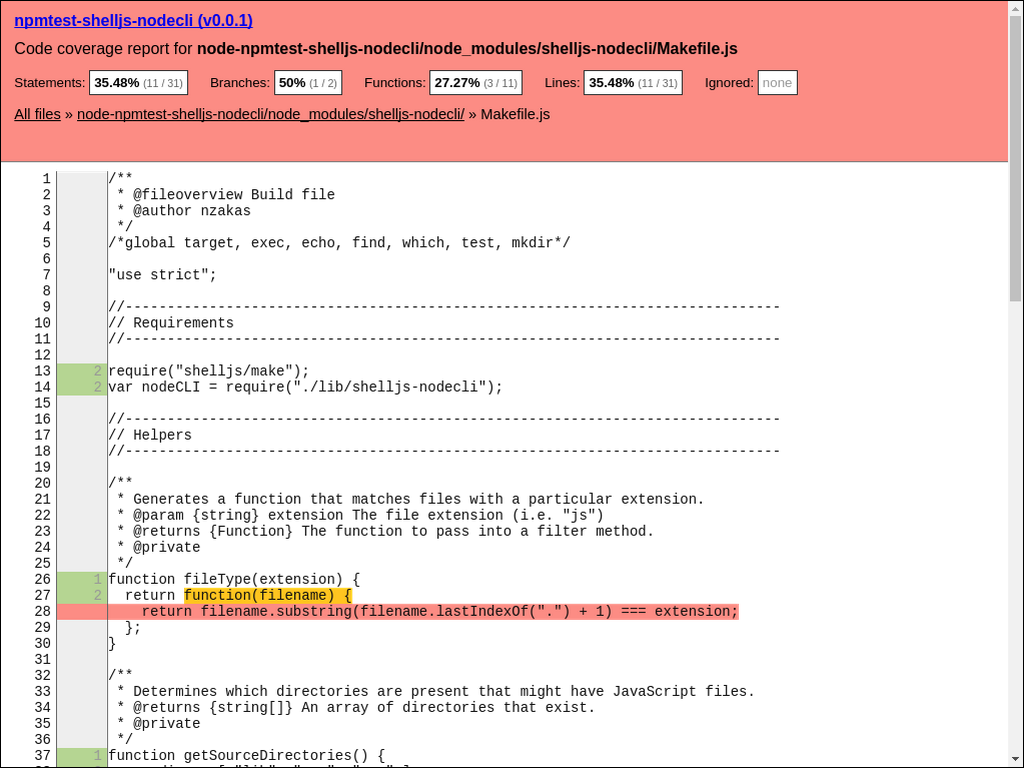 npmtest-shelljs-nodecli (v0.0.1)
Code coverage report for node-npmtest-shelljs-nodecli/node_modules/shelljs-nodecli/Makefile.js
Statements: 35.48% (11 / 31) Branches: 50% (1 / 2) Functions: 27.27% (3 / 11) Lines: 35.48% (11 / 31) Ignored: none
All files » node-npmtest-shelljs-nodecli/node_modules/shelljs-nodecli/ » Makefile.js
1 /**
2  * @fileoverview Build file
3  * @author nzakas
4  */
5 /*global target, exec, echo, find, which, test, mkdir*/
6
7 "use strict";
8
9 //------------------------------------------------------------------------------
10 // Requirements
11 //------------------------------------------------------------------------------
12
13 2 require("shelljs/make");
14 2 var nodeCLI = require("./lib/shelljs-nodecli");
15
16 //------------------------------------------------------------------------------
17 // Helpers
18 //------------------------------------------------------------------------------
19
20 /**
21  * Generates a function that matches files with a particular extension.
22  * @param {string} extension The file extension (i.e. "js")
23  * @returns {Function} The function to pass into a filter method.
24  * @private
25  */
26 1 function fileType(extension) {
27 2   return function(filename) {
28     return filename.substring(filename.lastIndexOf(".") + 1) === extension;
29   };
30 }
31
32 /**
33  * Determines which directories are present that might have JavaScript files.
34  * @returns {string[]} An array of directories that exist.
35  * @private
36  */
37 1 function getSourceDirectories() {